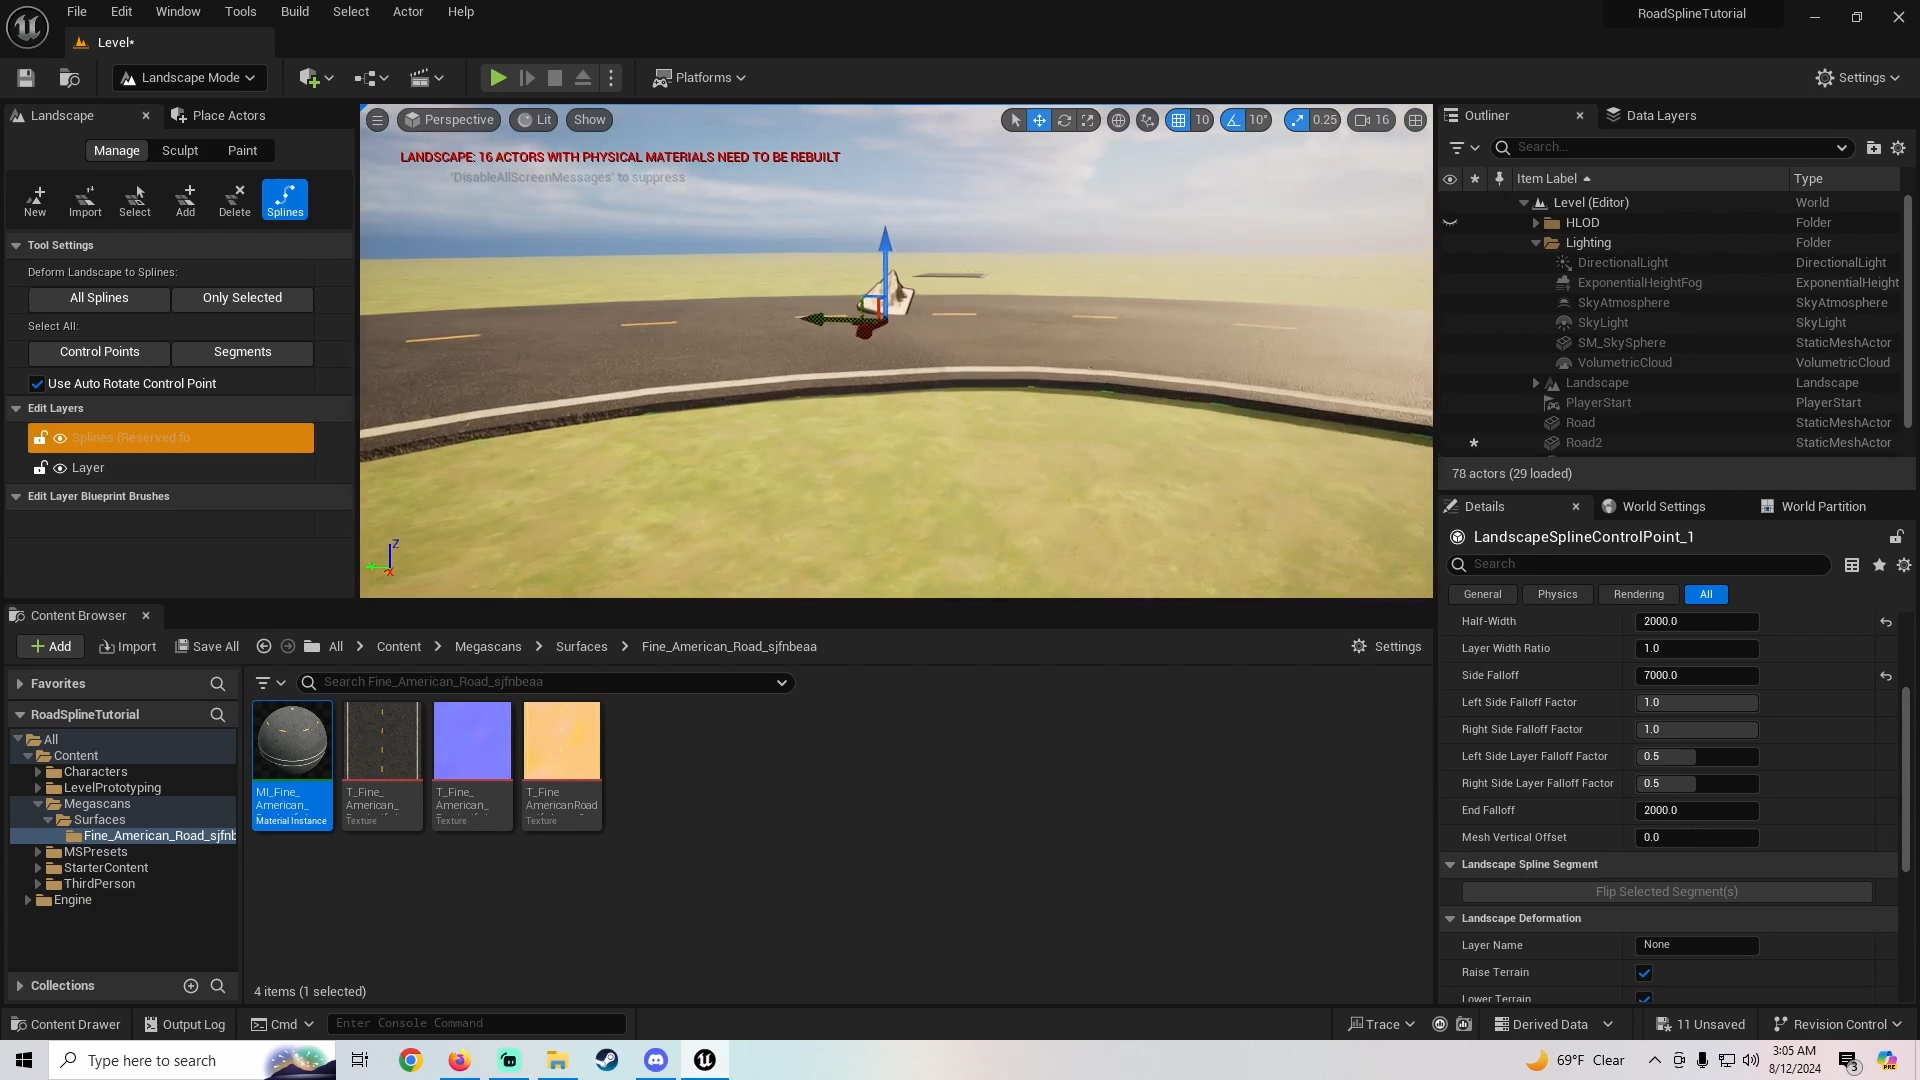 File Edit Window Tools Build Select Actor Help
RoadSplineTutorial
Level*
Landscape Mode
Platforms
Settings
Landscape
Place Actors
Manage Sculpt Paint
New Import Select Add Delete Splines
Tool Settings
Deform Landscape to Splines:
All Splines Only Selected
Select All:
Control Points Segments
Use Auto Rotate Control Point
Edit Layers
Splines (Reserved fo
Layer
Edit Layer Blueprint Brushes
Perspective Lit Show
10 10° 0.25 16
LANDSCAPE: 16 ACTORS WITH PHYSICAL MATERIALS NEED TO BE REBUILT
'DisableAllScreenMessages' to suppress
Z
X
Outliner
Data Layers
Search...
Item Label Type
Level (Editor) World
HLOD Folder
Lighting Folder
DirectionalLight DirectionalLight
ExponentialHeightFog ExponentialHeight
SkyAtmosphere SkyAtmosphere
SkyLight SkyLight
SM_SkySphere StaticMeshActor
VolumetricCloud VolumetricCloud
Landscape Landscape
PlayerStart PlayerStart
Road StaticMeshActor
Road2 StaticMeshActor
78 actors (29 loaded)
Details World Settings World Partition
LandscapeSplineControlPoint_1
Search
General Physics Rendering All
Half-Width 2000.0
Layer Width Ratio 1.0
Side Falloff 7000.0
Left Side Falloff Factor 1.0
Right Side Falloff Factor 1.0
Left Side Layer Falloff Factor 0.5
Right Side Layer Falloff Factor 0.5
End Falloff 2000.0
Mesh Vertical Offset 0.0
Landscape Spline Segment
Flip Selected Segment(s)
Landscape Deformation
Layer Name None
Raise Terrain
Lower Terrain
Content Browser
Add Import Save All All Content Megascans Surfaces Fine_American_Road_sjfnbeaa Settings
Favorites
Search Fine_American_Road_sjfnbeaa
RoadSplineTutorial
All
Content
Characters
LevelPrototyping
Megascans
Surfaces
Fine_American_Road_sjfnb
MSPresets
StarterContent
ThirdPerson
Engine
Collections
MI_Fine_
American_
Material Instance
T_Fine_
American_
Texture
T_Fine_
American_
Texture
T_Fine
AmericanRoad
Texture
4 items (1 selected)
Content Drawer Output Log Cmd Enter Console Command
Trace Derived Data 11 Unsaved Revision Control
Type here to search
69°F Clear
3:05 AM
8/12/2024
3
PRE